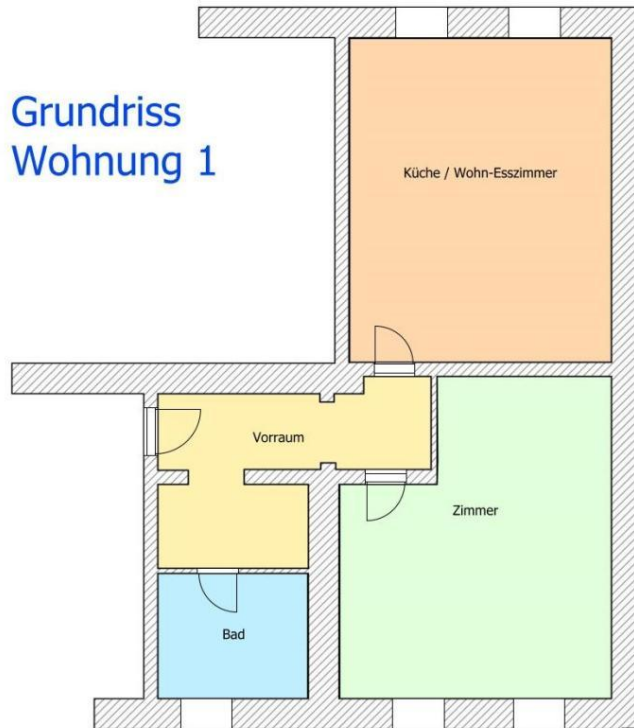 Grundriss
Wohnung 1
Küche / Wohn-Esszimmer
Vorraum
Zimmer
Bad